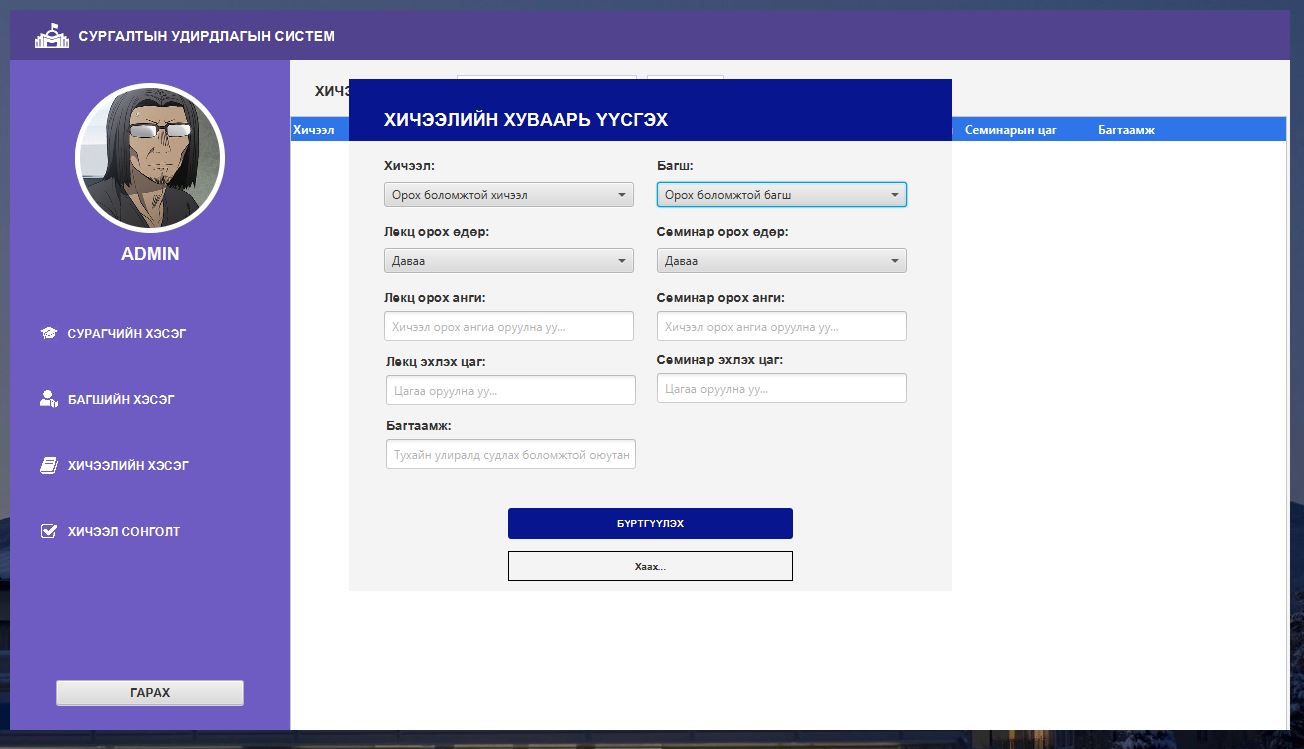 СУРГАЛТЫН УДИРДЛАГЫН СИСТЕМ
ADMIN
СУРАГЧИЙН ХЭСЭГ
БАГШИЙН ХЭСЭГ
ХИЧЭЭЛИЙН ХЭСЭГ
ХИЧЭЭЛ СОНГОЛТ
ГАРАХ
Хичээл
Семинарын цаг
Багтаамж
ХИЧЭЭЛИЙН ХУВААРЬ ҮҮСГЭХ
Хичээл:
Багш:
Орох боломжтой хичээл
Орох боломжтой багш
Лекц орох өдөр:
Семинар орох өдөр:
Даваа
Даваа
Лекц орох анги:
Семинар орох анги:
Хичээл орох ангиа оруулна уу...
Хичээл орох ангиа оруулна уу...
Лекц эхлэх цаг:
Семинар эхлэх цаг:
Цагаа оруулна уу...
Цагаа оруулна уу...
Багтаамж:
Тухайн улиралд судлах боломжтой оюутан
БҮРТГҮҮЛЭХ
Хаах...